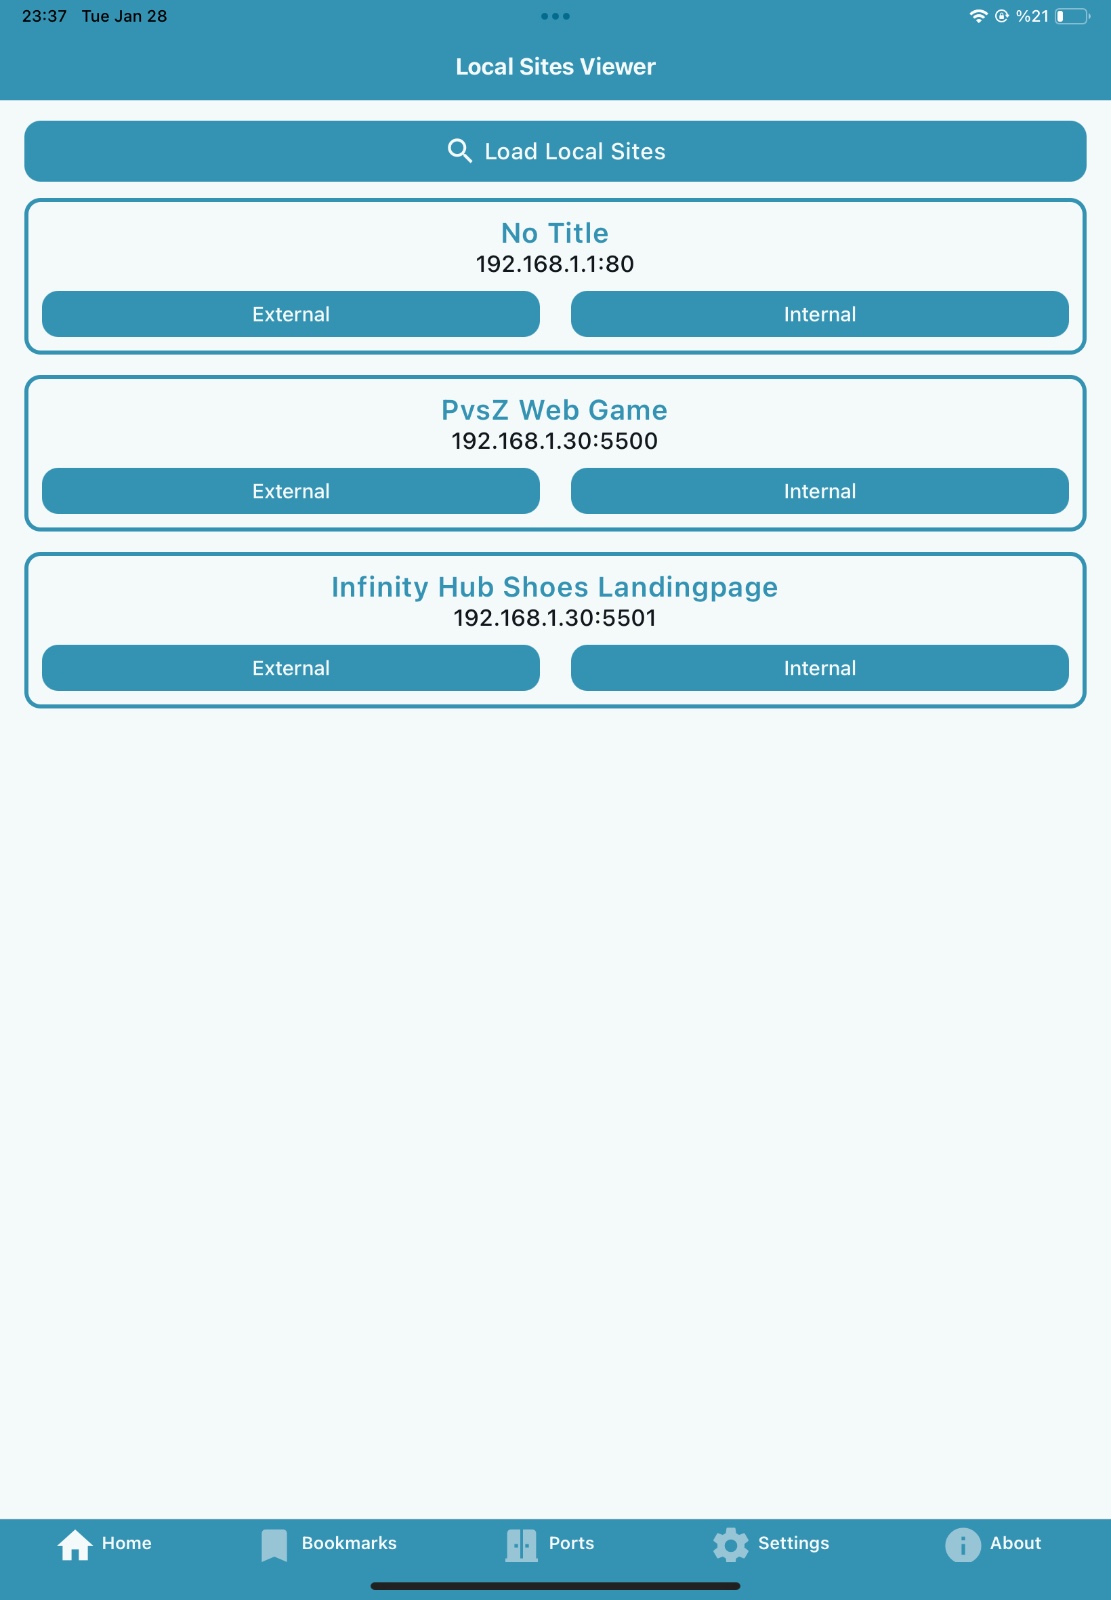 23:37 Tue Jan 28
%21
Local Sites Viewer
Load Local Sites
No Title
192.168.1.1:80
External Internal
PvsZ Web Game
192.168.1.30:5500
External Internal
Infinity Hub Shoes Landingpage
192.168.1.30:5501
External Internal
Home Bookmarks Ports Settings About